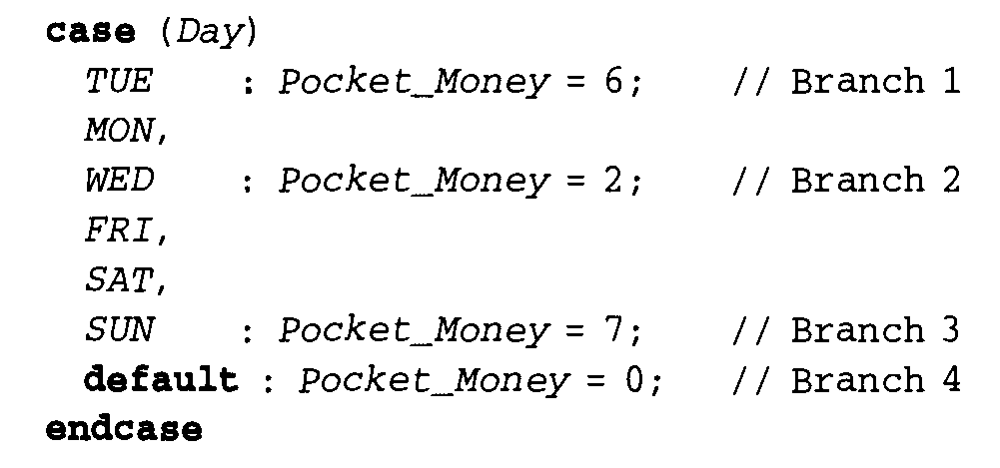 case (Day)
TUE : Pocket_Money = 6; // Branch 1
MON,
WED : Pocket_Money = 2; // Branch 2
FRI,
SAT,
SUN : Pocket_Money = 7; // Branch 3
default : Pocket_Money = 0; // Branch 4
endcase